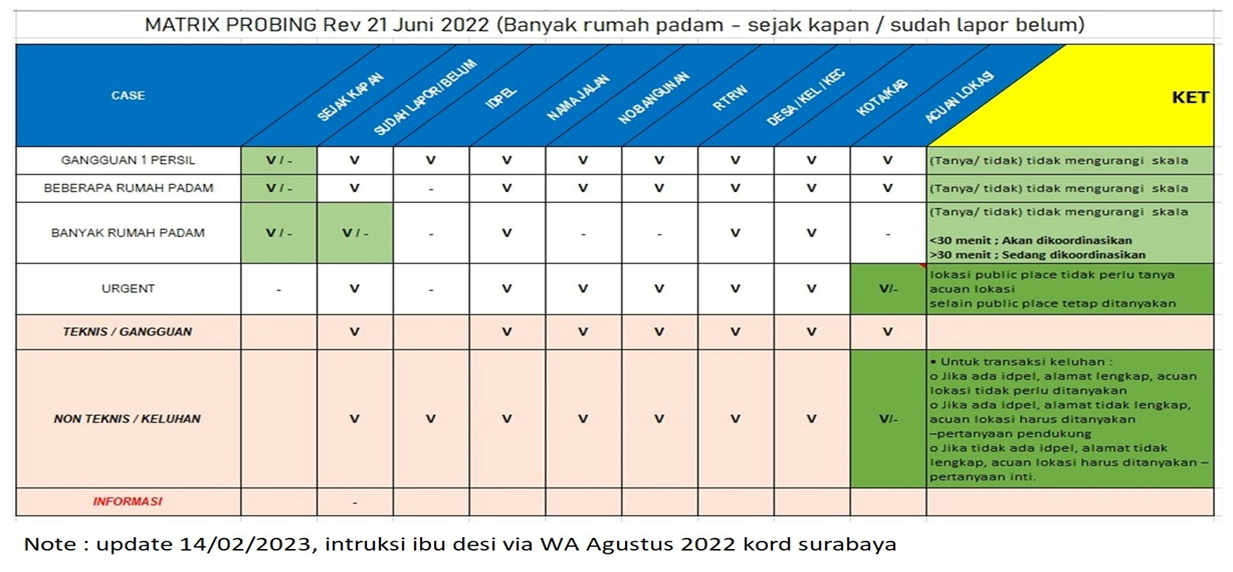 MATRIX PROBING Rev 21 Juni 2022 (Banyak rumah padam - sejak kapan / sudah lapor belum)
CASE SEJAK KAPAN SUDAH LAPOR/BELUM IDPEL NAMA JALAN NO BANGUNAN RTRW DESA / KEL / KEC KOTA/KAB ACUAN LOKASI KET
GANGGUAN 1 PERSIL V / - V V V V V V V V (Tanya/ tidak) tidak mengurangi skala
BEBERAPA RUMAH PADAM V / - V - V V V V V V (Tanya/ tidak) tidak mengurangi skala
BANYAK RUMAH PADAM V / - V / - - V - - V V - (Tanya/ tidak) tidak mengurangi skala
<30 menit ; Akan dikoordinasikan
>30 menit ; Sedang dikoordinasikan
URGENT - V - V V V V V V/- lokasi public place tidak perlu tanya
acuan lokasi
selain public place tetap ditanyakan
TEKNIS / GANGGUAN V V V V V V V
NON TEKNIS / KELUHAN V V V V V V V V/- • Untuk transaksi keluhan :
o Jika ada idpel, alamat lengkap, acuan
lokasi tidak perlu ditanyakan
o Jika ada idpel, alamat tidak lengkap,
acuan lokasi harus ditanyakan
–pertanyaan pendukung
o Jika tidak ada idpel, alamat tidak
lengkap, acuan lokasi harus ditanyakan –
pertanyaan inti.
INFORMASI -
Note : update 14/02/2023, intruksi ibu desi via WA Agustus 2022 kord surabaya